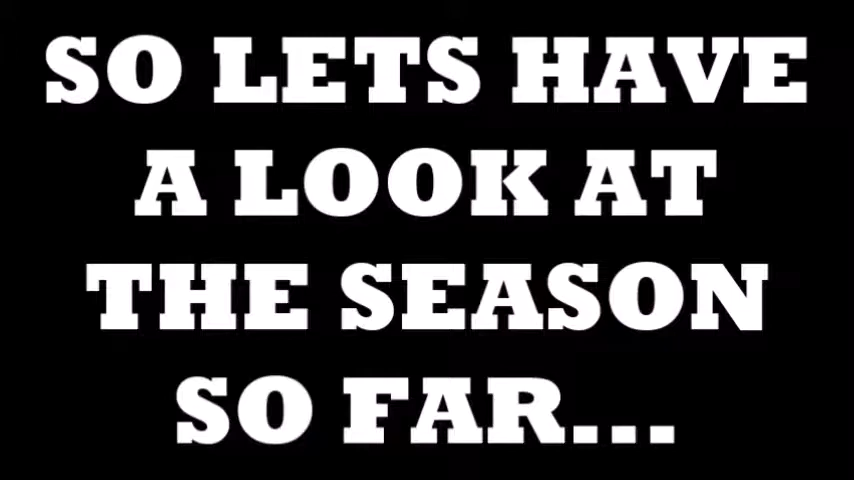 SO LETS HAVE
A LOOK AT
THE SEASON
SO FAR...